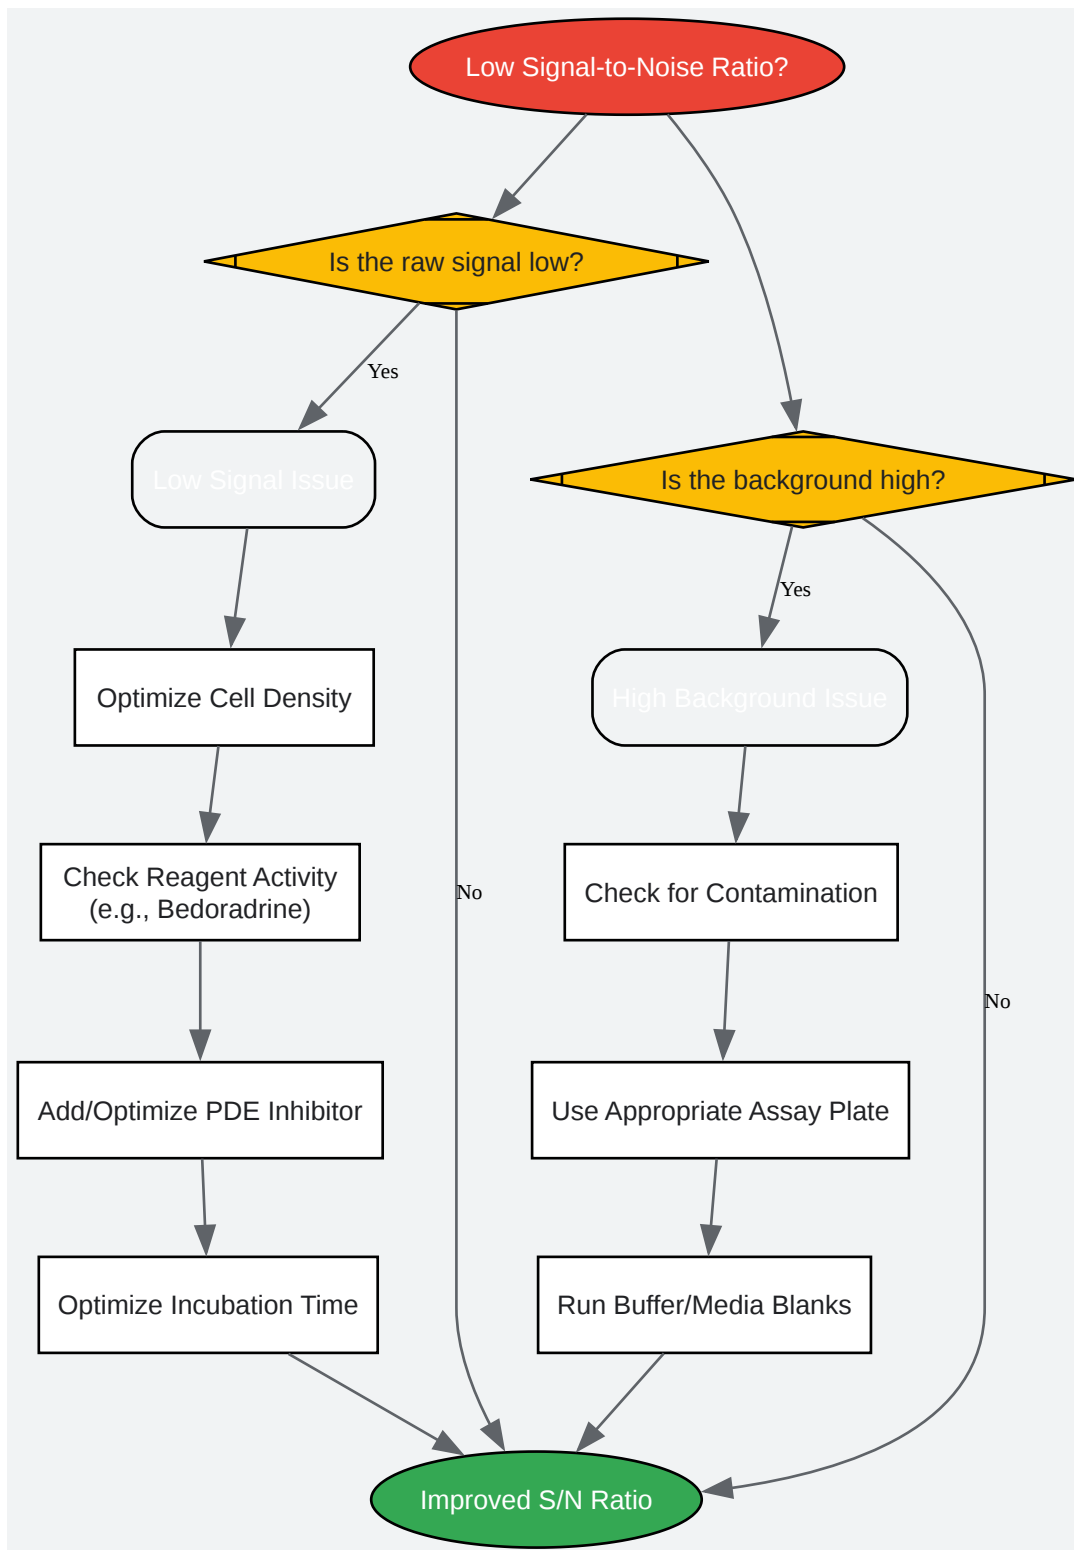 Low Signal-to-Noise Ratio?
Is the raw signal low?
Yes
Low Signal Issue
Is the background high?
Yes
Optimize Cell Density
High Background Issue
Check Reagent Activity
(e.g., Bedoradrine)
No
Check for Contamination
No
Add/Optimize PDE Inhibitor
Use Appropriate Assay Plate
Optimize Incubation Time
Run Buffer/Media Blanks
Improved S/N Ratio